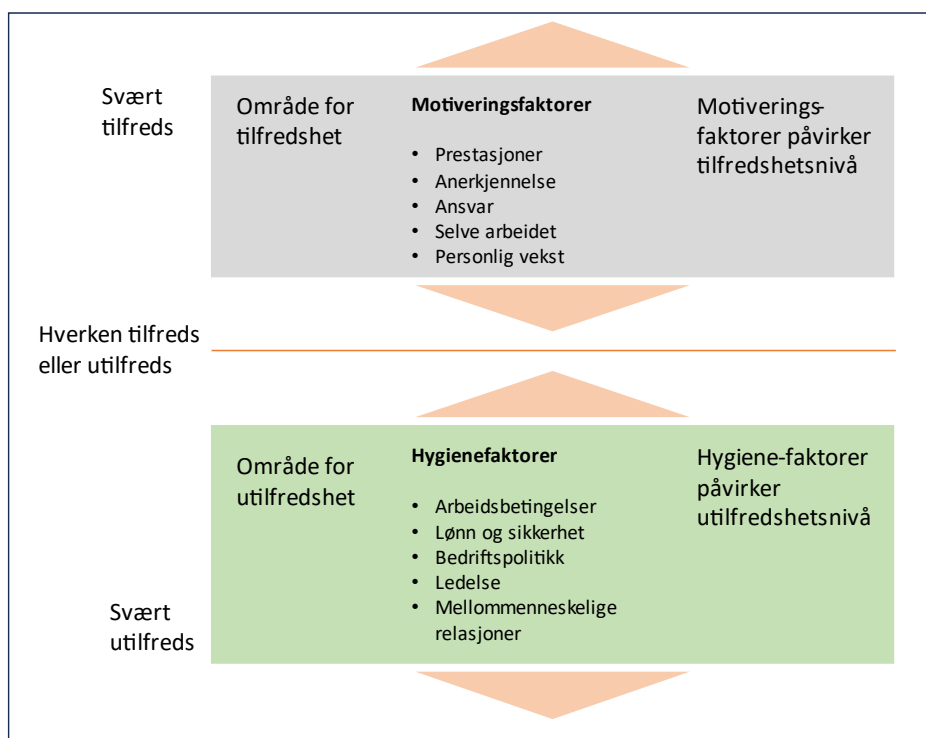 Svært
tilfreds
Område for
tilfredshet
Motiveringsfaktorer
• Prestasjoner
• Anerkjennelse
• Ansvar
• Selve arbeidet
• Personlig vekst
Motiverings-
faktorer påvirker
tilfredshetsnivå
Hverken tilfreds
eller utilfreds
Område for
utilfredshet
Hygienefaktorer
• Arbeidsbetingelser
• Lønn og sikkerhet
• Bedriftspolitikk
• Ledelse
• Mellommenneskelige
relasjoner
Hygiene-faktorer
påvirker
utilfredshetsnivå
Svært
utilfreds